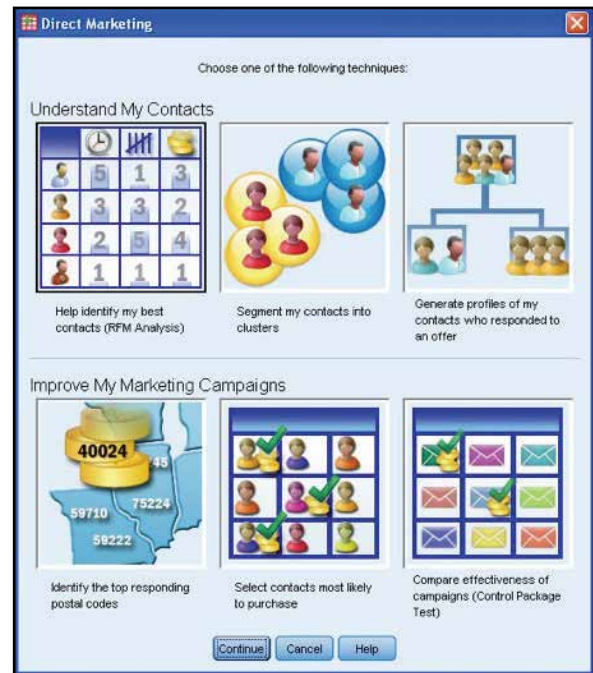 Direct Marketing
Choose one of the following techniques:
Understand My Contacts
5 1 3
3 3 2
2 5 4
1 1 1
Help identify my best
contacts (RFM Analysis)
Segment my contacts into
clusters
Generate profiles of my
contacts who responded to
an offer
Improve My Marketing Campaigns
40024
45
59710
75224
59222
Identify the top responding
postal codes
Select contacts most likely
to purchase
Compare effectiveness of
campaigns (Control Package
Test)
Continue
Cancel
Help